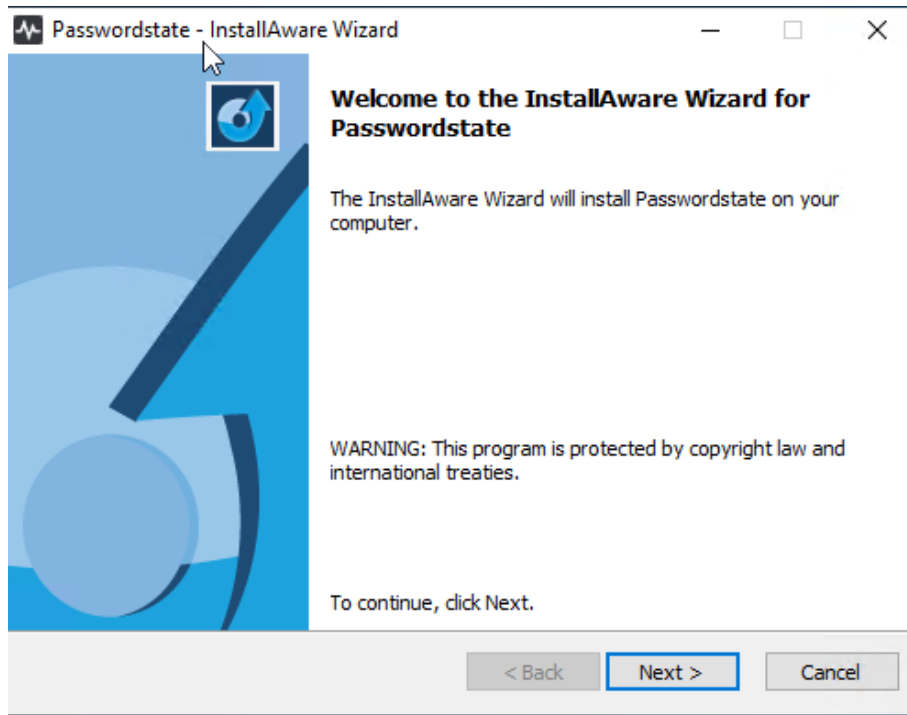 Passwordstate - InstallAware Wizard
Welcome to the InstallAware Wizard for
Passwordstate
The InstallAware Wizard will install Passwordstate on your
computer.
WARNING: This program is protected by copyright law and
international treaties.
To continue, click Next.
< Back Next > Cancel